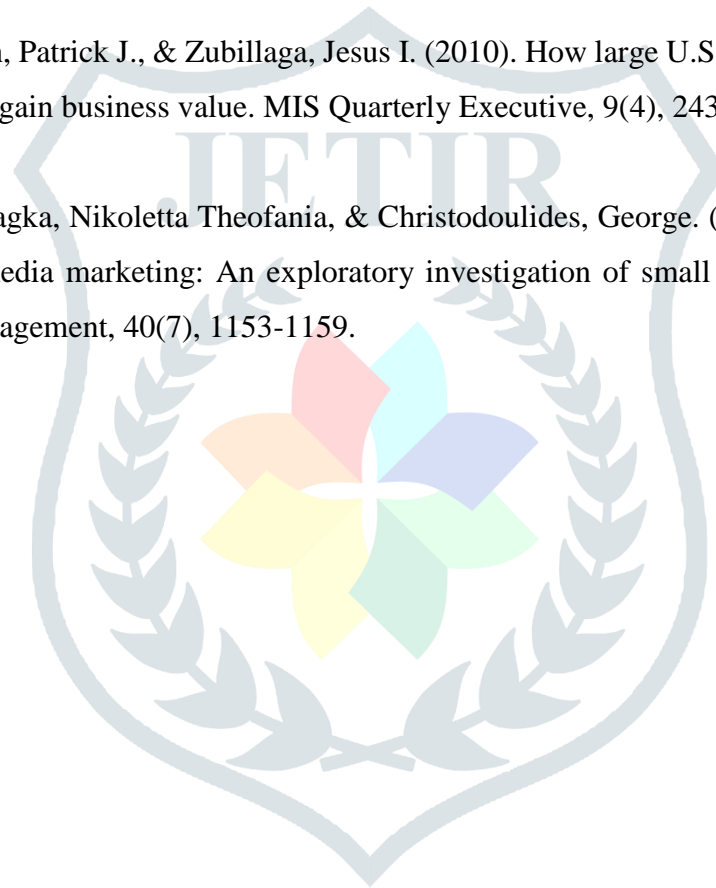 , Patrick J., & Zubillaga, Jesus I. (2010). How large U.S
gain business value. MIS Quarterly Executive, 9(4), 243
JETIR
agka, Nikoletta Theofania, & Christodoulides, George. (
edia marketing: An exploratory investigation of small
agement, 40(7), 1153-1159.